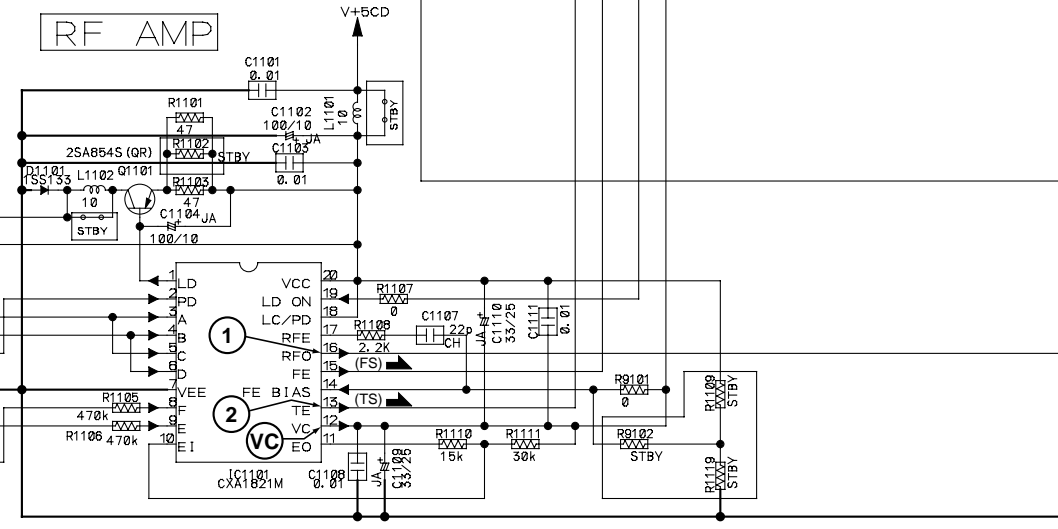 V+5CD
RF AMP
C1101
0.01
L1101
10
STBY
R1101
47
C1102
100/10
JA
R1102
STBY
C1103
0.01
2SA854S(QR)
D1101
1SS133
L1102
10
Q1101
R1103
47
STBY
C1104
JA
100/10
1
LD
20
VCC
2
PD
19
LD ON
R1107
0
3
A
18
LC/PD
C1107
22p
CH
4
B
17
RFE
R1108
2.2K
C1110
33/25
JA
C1111
0.01
1
5
C
16
RFO
6
D
15
FE
(FS)
7
VEE
FE BIAS
14
R9101
0
R1109
STBY
R1105
470k
8
F
2
13
TE
(TS)
R1106
470k
9
E
VC
12
VC
10
EI
11
EO
R1110
15k
R1111
30k
R9102
STBY
IC1101
CXA1821M
C1108
0.01
C1109
33/25
JA
R1119
STBY